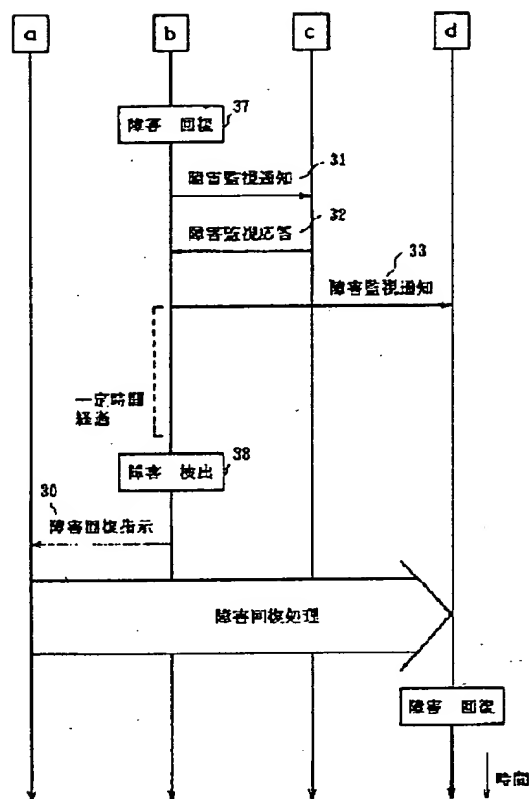 a b c d
障害 回復 37
障害監視通知 31
障害監視応答 32
33
障害監視通知
一定時間
経過
障害 検出 38
30
障害回復指示
障害回復処理
障害 回復
時間